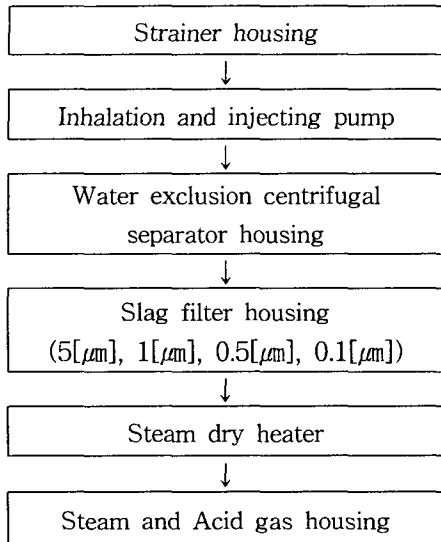 Strainer housing
↓
Inhalation and injecting pump
↓
Water exclusion centrifugal
separator housing
↓
Slag filter housing
(5[㎛], 1[㎛], 0.5[㎛], 0.1[㎛])
↓
Steam dry heater
↓
Steam and Acid gas housing